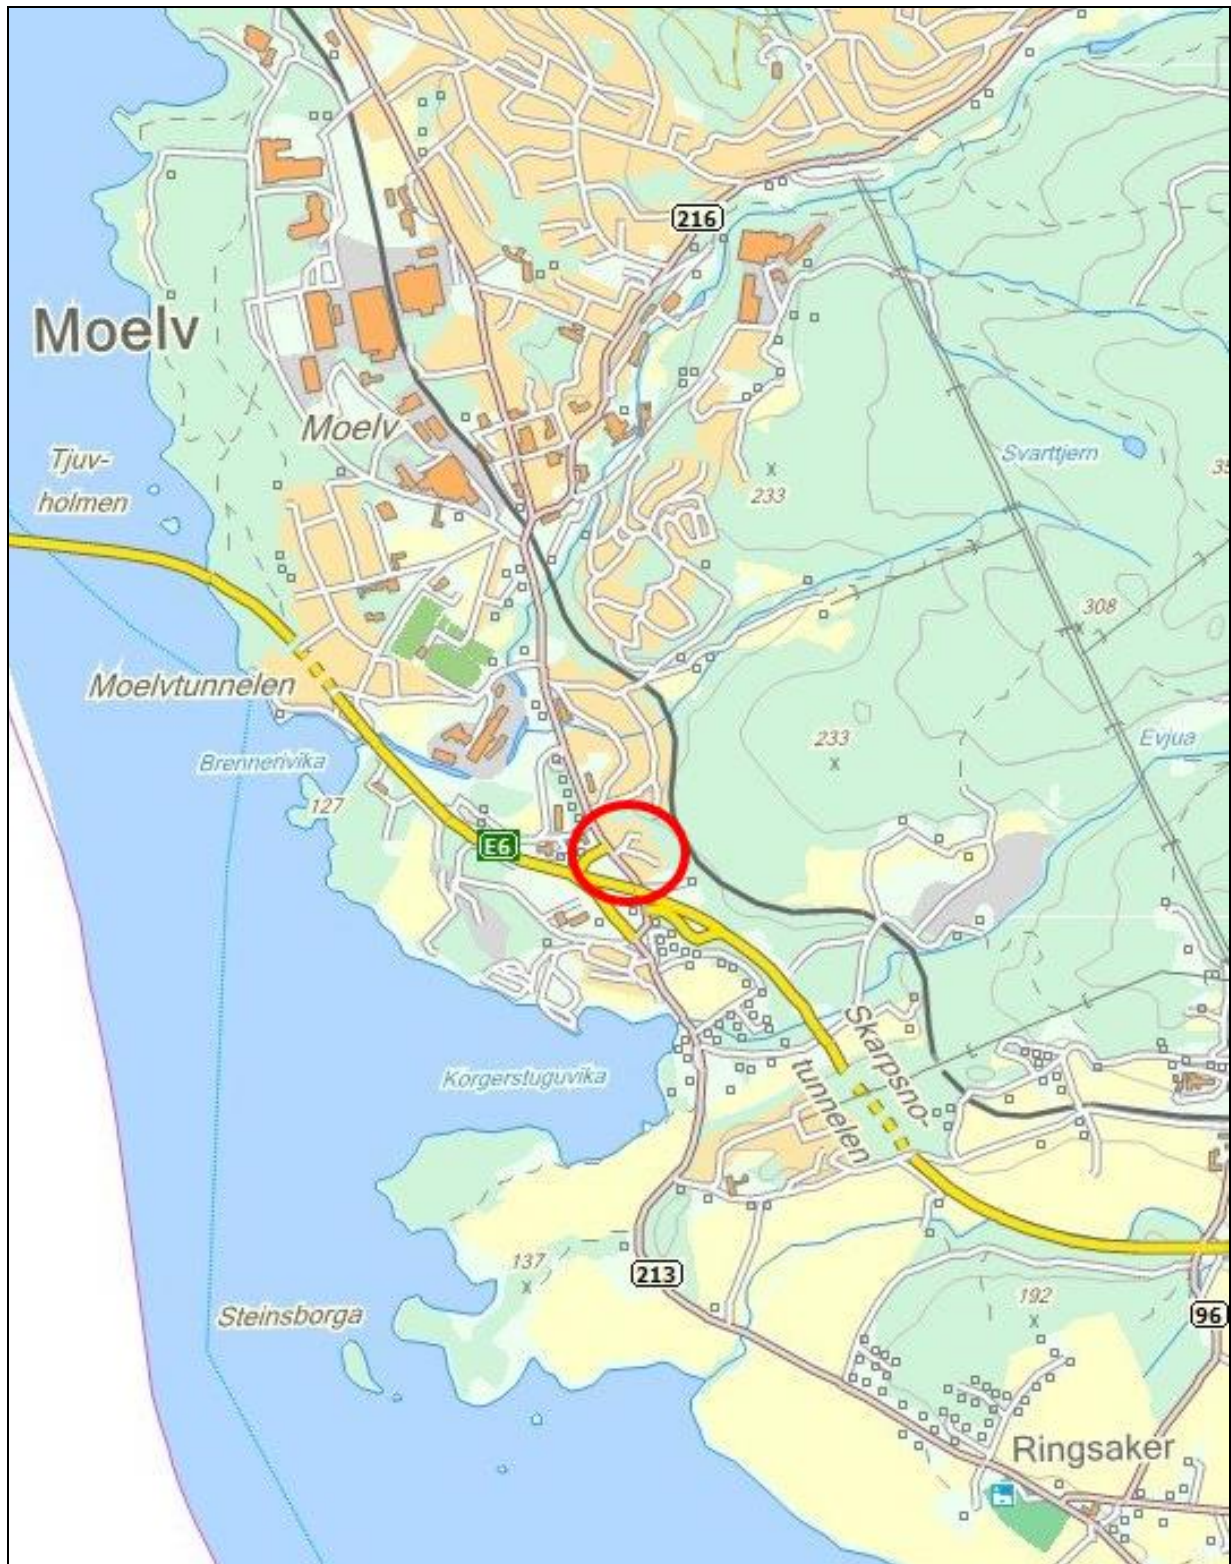 216
Moelv
Moelv
Tjuv-
holmen
Svarttjern
233
308
Moelvtunnelen
Brennerivika
127
233
Evjua
E6
Skarpsno-
tunnelen
Korgerstuguvika
137
213
Steinsborga
192
96
Ringsaker